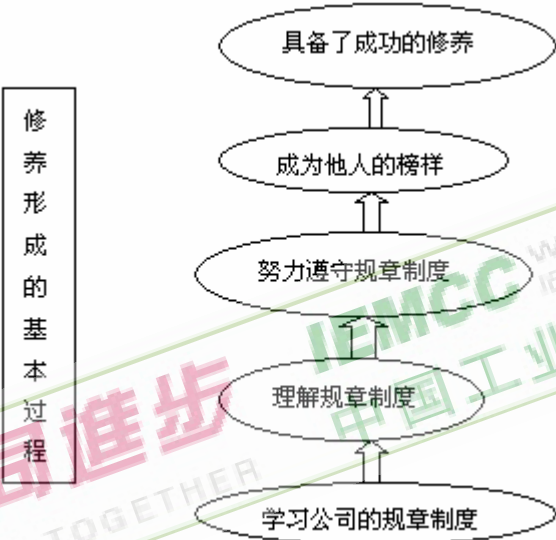 具备了成功的修养
成为他人的榜样
努力遵守规章制度
理解规章制度
学习公司的规章制度
修养形成的基本过程
IEMCC
中国工业
同進步
TOGETHER